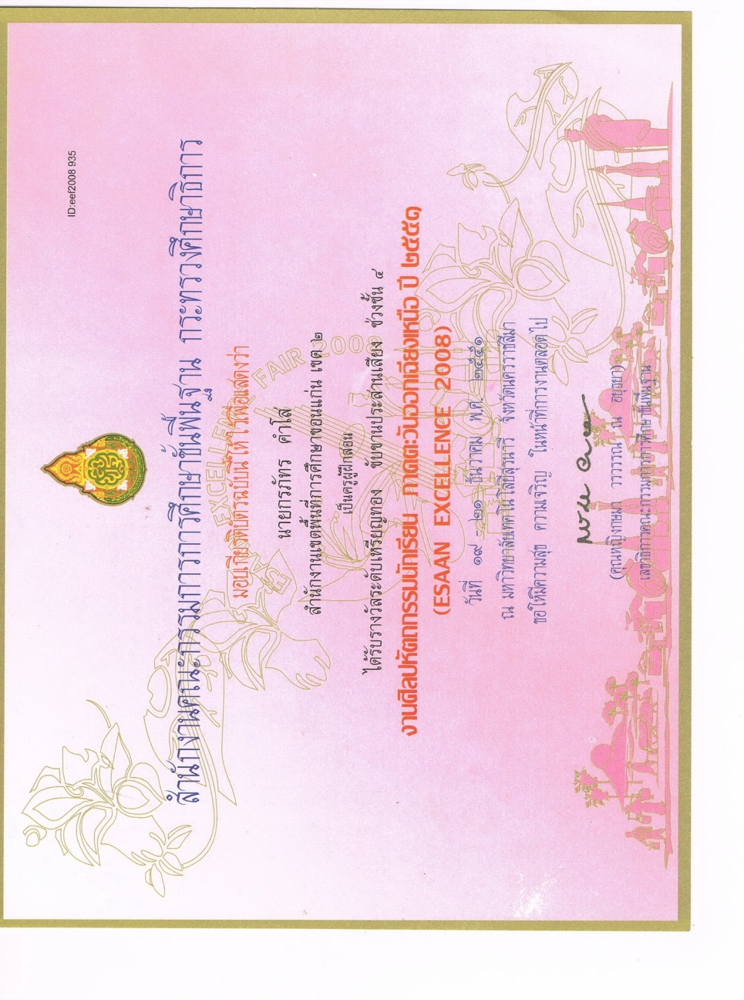 ID:eef2008 935
สำนักงานคณะกรรมการการศึกษาขั้นพื้นฐาน กระทรวงศึกษาธิการ
มอบเกียรติบัตรฉบับนี้ให้ไว้เพื่อแสดงว่า
นายกรภัทร คำโส
สำนักงานเขตพื้นที่การศึกษาขอนแก่น เขต ๒
เป็นครูผู้ฝึกสอน
ได้รับรางวัลระดับเหรียญทอง ขับขานประสานเสียง ช่วงชั้น ๔
งานศิลปหัตถกรรมนักเรียน ภาคตะวันออกเฉียงเหนือ ปี ๒๕๕๑
(ESAAN EXCELLENCE 2008)
วันที่ ๑๙ - ๒๑ ธันวาคม พ.ศ. ๒๕๕๑
ณ มหาวิทยาลัยเทคโนโลยีสุรนารี จังหวัดนครราชสีมา
ขอให้มีความสุข ความเจริญ ในหน้าที่การงานตลอดไป
(คุณหญิงกษมา วรวรรณ ณ อยุธยา)
เลขาธิการคณะกรรมการการศึกษาขั้นพื้นฐาน